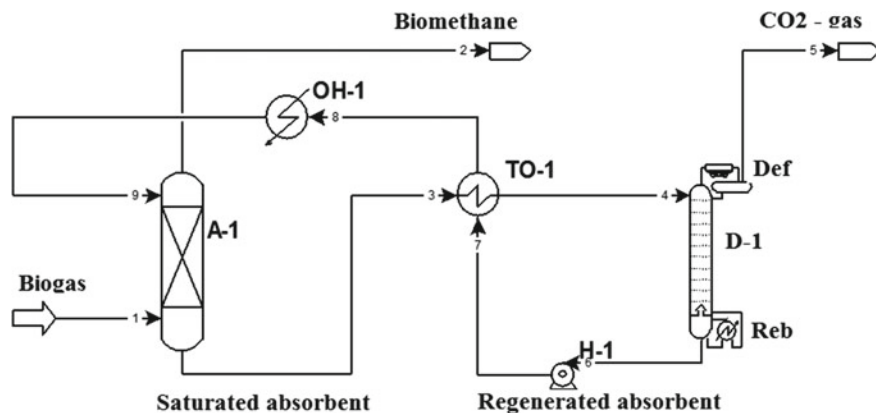 Biomethane
CO2 - gas
2
5
OH-1
8
TO-1
Def
9
3
4
A-1
D-1
7
Biogas
1
H-1
6
Reb
Saturated absorbent
Regenerated absorbent